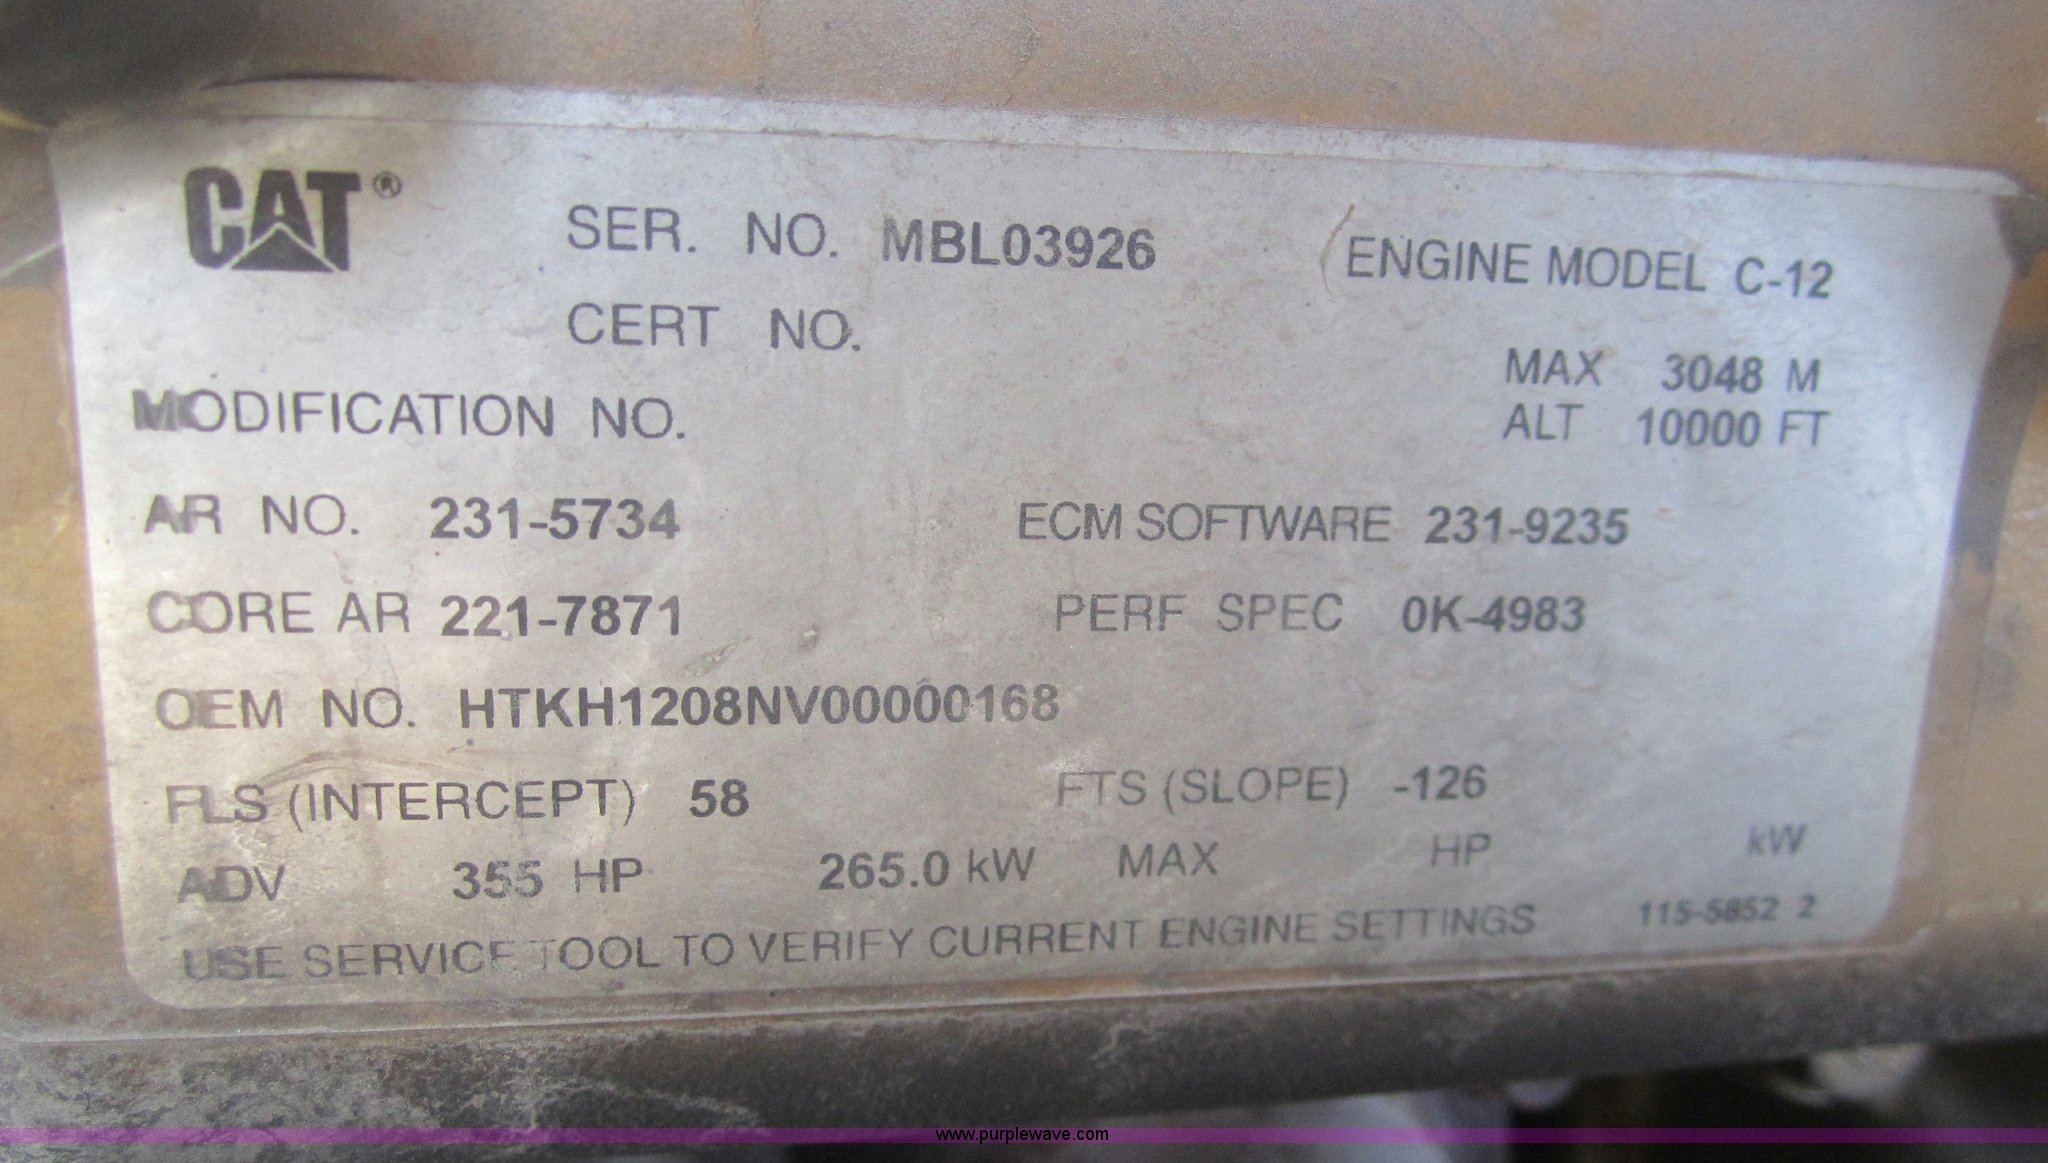 CAT®
SER. NO. MBL03926
ENGINE MODEL C-12
CERT NO.
MAX 3048 M
MODIFICATION NO.
ALT 10000 FT
AR NO. 231-5734
ECM SOFTWARE 231-9235
CORE AR 221-7871
PERF SPEC 0K-4983
OEM NO. HTKH1208NV00000168
FLS (INTERCEPT) 58
FTS (SLOPE) -126
ADV 355 HP 265.0 kW MAX HP kW
USE SERVICE TOOL TO VERIFY CURRENT ENGINE SETTINGS
115-5852 2
www.purplewave.com